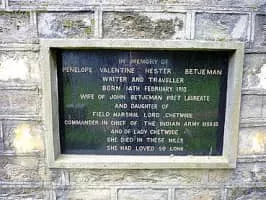 IN MEMORY OF
PENELOPE VALENTINE HESTER BETJEMAN
WRITER AND TRAVELLER
BORN 14TH FEBRUARY 1910
WIFE OF JOHN BETJEMAN POET LAUREATE
AND DAUGHTER OF
FIELD MARSHAL LORD CHETWODE
COMMANDER IN CHIEF OF THE INDIAN ARMY
AND OF LADY CHETWODE
SHE DIED IN THESE HILLS
SHE HAD LOVED SO LONG